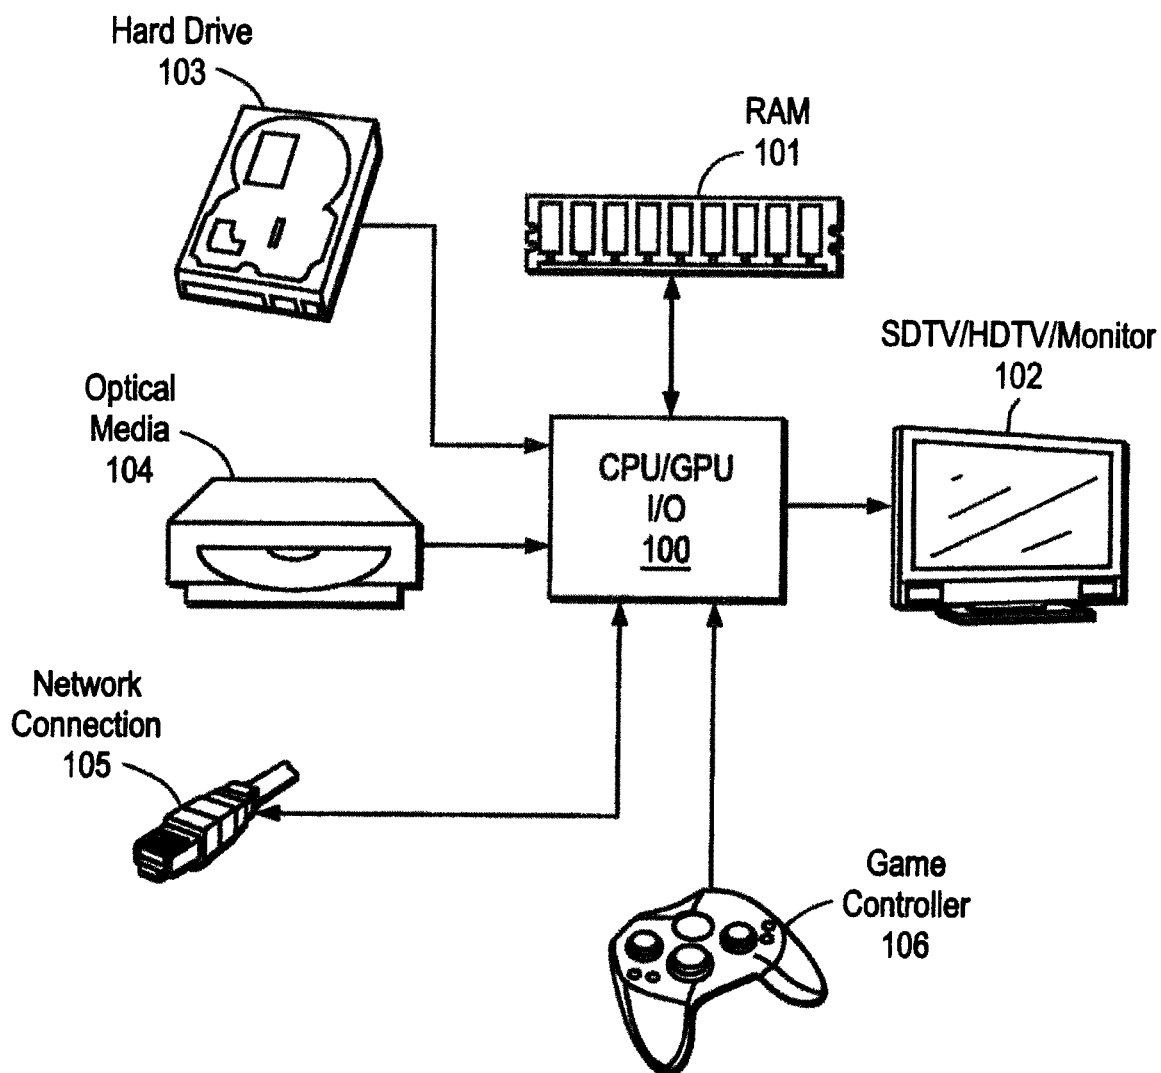 Hard Drive
103
RAM
101
SDTV/HDTV/Monitor
102
Optical
Media
104
CPU/GPU
I/O
100
Network
Connection
105
Game
Controller
106